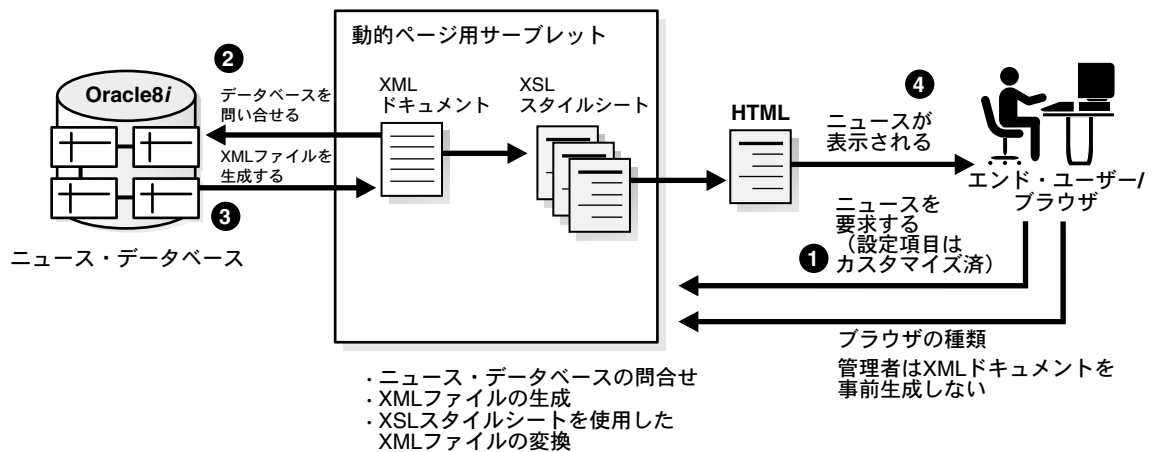 動的ページ用サーブレット
❷
データベースを
問い合せる
Oracle8i
XMLファイルを
生成する
❸
ニュース・データベース
XML
ドキュメント
XSL
スタイルシート
HTML
❹
ニュースが
表示される
エンド・ユーザー/
ブラウザ
ニュースを
要求する
（設定項目は
カスタマイズ済）
❶
ブラウザの種類
管理者はXMLドキュメントを
事前生成しない
・ニュース・データベースの問合せ
・XMLファイルの生成
・XSLスタイルシートを使用した
XMLファイルの変換